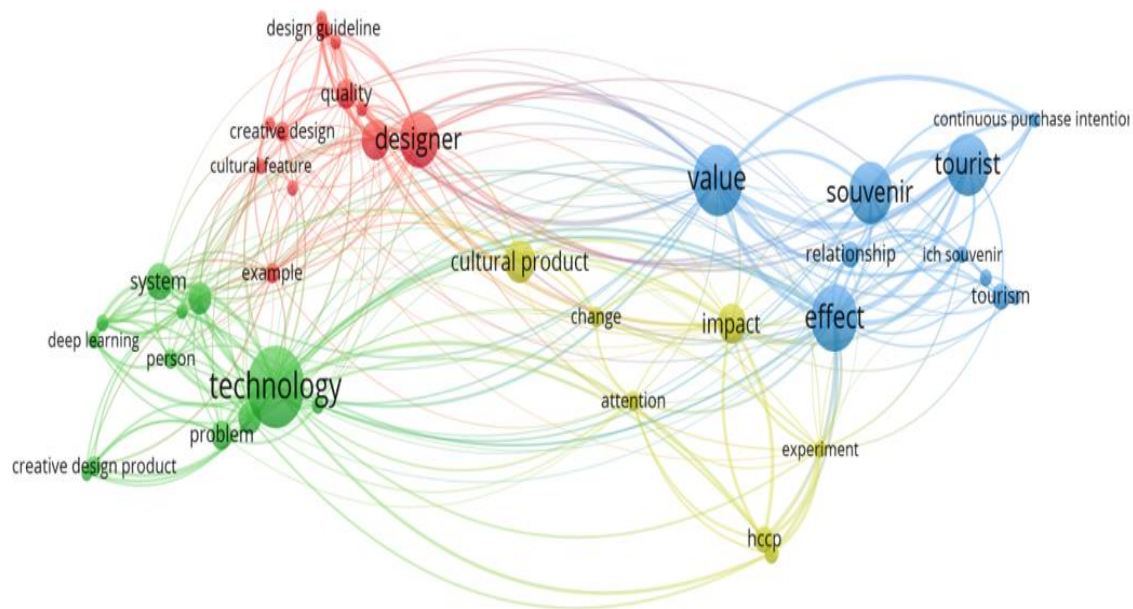 design guideline
quality
designer
creative design
cultural feature
continuous purchase intention
tourist
value
souvenir
relationship
ich souvenir
tourism
cultural product
example
system
change
impact
effect
deep learning
person
technology
attention
problem
creative design product
experiment
hccp